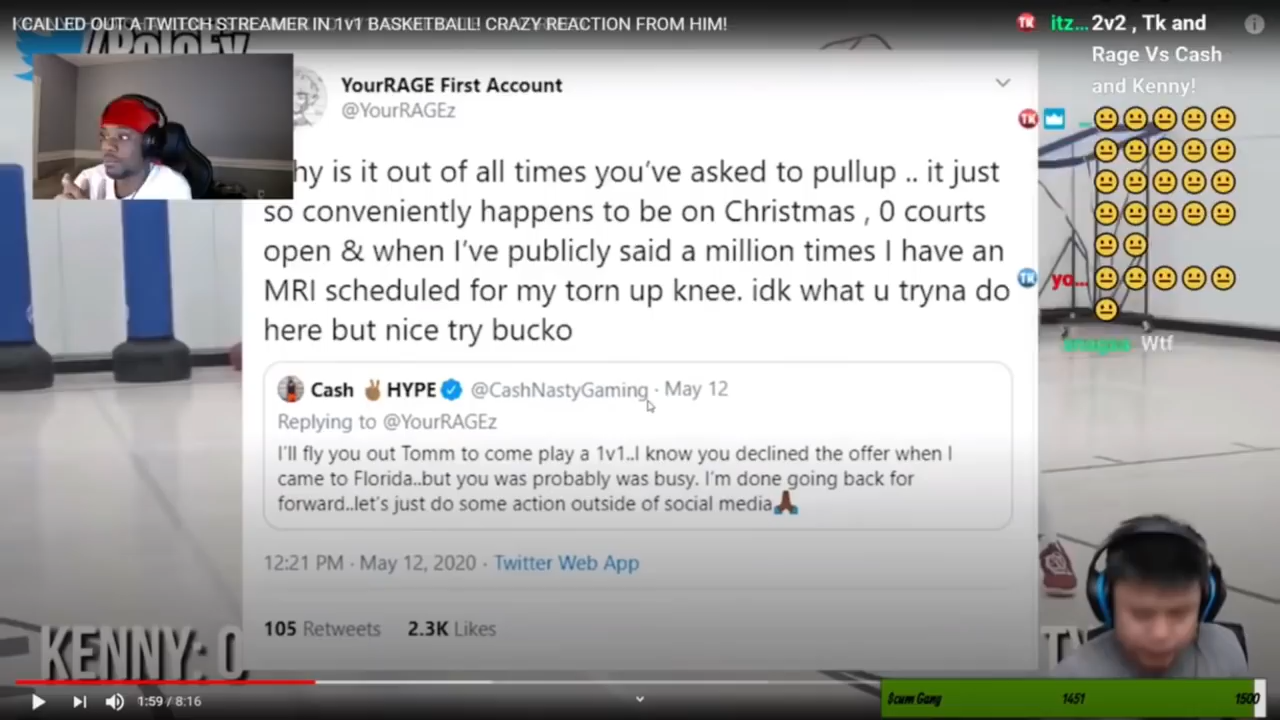 I CALLED OUT A TWITCH STREAMER IN 1v1 BASKETBALL! CRAZY REACTION FROM HIM!
YourRAGE First Account
@YourRAGEz
hy is it out of all times you've asked to pullup .. it just
so conveniently happens to be on Christmas , 0 courts
open & when I've publicly said a million times I have an
MRI scheduled for my torn up knee. idk what u tryna do
here but nice try bucko
Cash ✌🏽 HYPE @CashNastyGaming · May 12
Replying to @YourRAGEz
I'll fly you out Tomm to come play a 1v1..I know you declined the offer when I
came to Florida..but you was probably was busy. I'm done going back for
forward..let's just do some action outside of social media🙏🏿
12:21 PM · May 12, 2020 · Twitter Web App
105 Retweets 2.3K Likes
itz... 2v2 , Tk and
Rage Vs Cash
and Kenny!
TK
TK
TK yo...
Wtf
KENNY: 0
1:59 / 8:16
$cum Gang 1451 1500